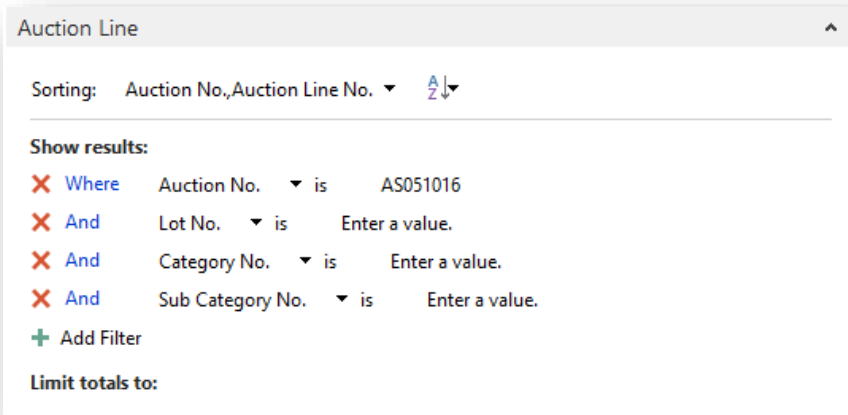 Auction Line
Sorting: Auction No.,Auction Line No. AZ
Show results:
Where Auction No. is AS051016
And Lot No. is Enter a value.
And Category No. is Enter a value.
And Sub Category No. is Enter a value.
Add Filter
Limit totals to: